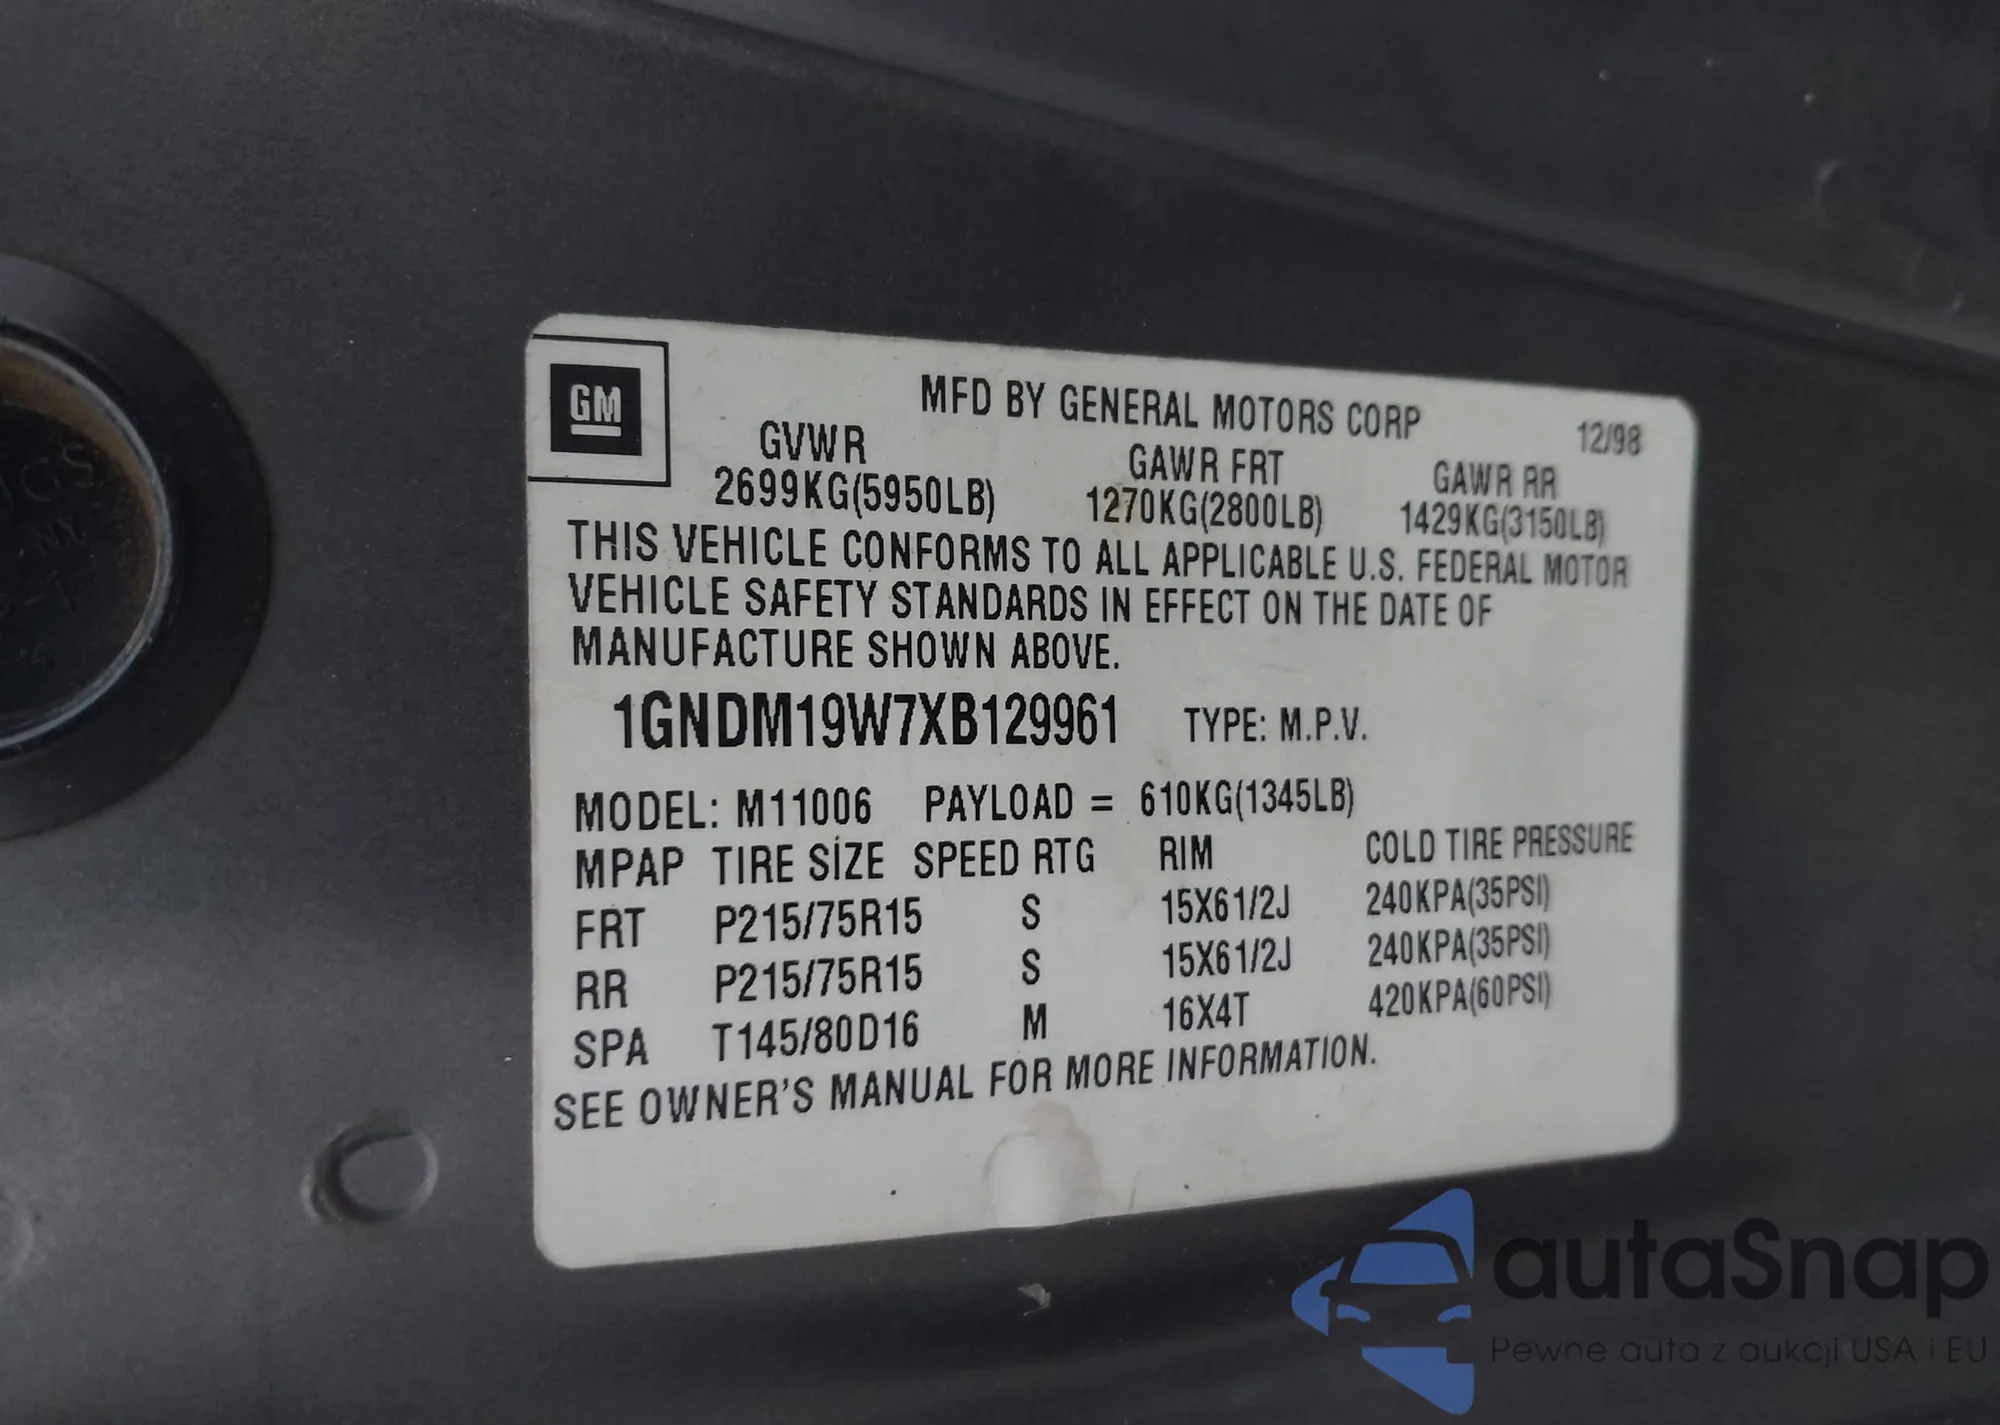 GM
MFD BY GENERAL MOTORS CORP 12/98
GVWR GAWR FRT GAWR RR
2699KG(5950LB) 1270KG(2800LB) 1429KG(3150LB)
THIS VEHICLE CONFORMS TO ALL APPLICABLE U.S. FEDERAL MOTOR
VEHICLE SAFETY STANDARDS IN EFFECT ON THE DATE OF
MANUFACTURE SHOWN ABOVE.
1GNDM19W7XB129961 TYPE: M.P.V.
MODEL: M11006 PAYLOAD = 610KG(1345LB)
MPAP TIRE SIZE SPEED RTG RIM COLD TIRE PRESSURE
FRT P215/75R15 S 15X61/2J 240KPA(35PSI)
RR P215/75R15 S 15X61/2J 240KPA(35PSI)
SPA T145/80D16 M 16X4T 420KPA(60PSI)
SEE OWNER'S MANUAL FOR MORE INFORMATION.
autaSnap
Pewne auta z aukcji USA i EU